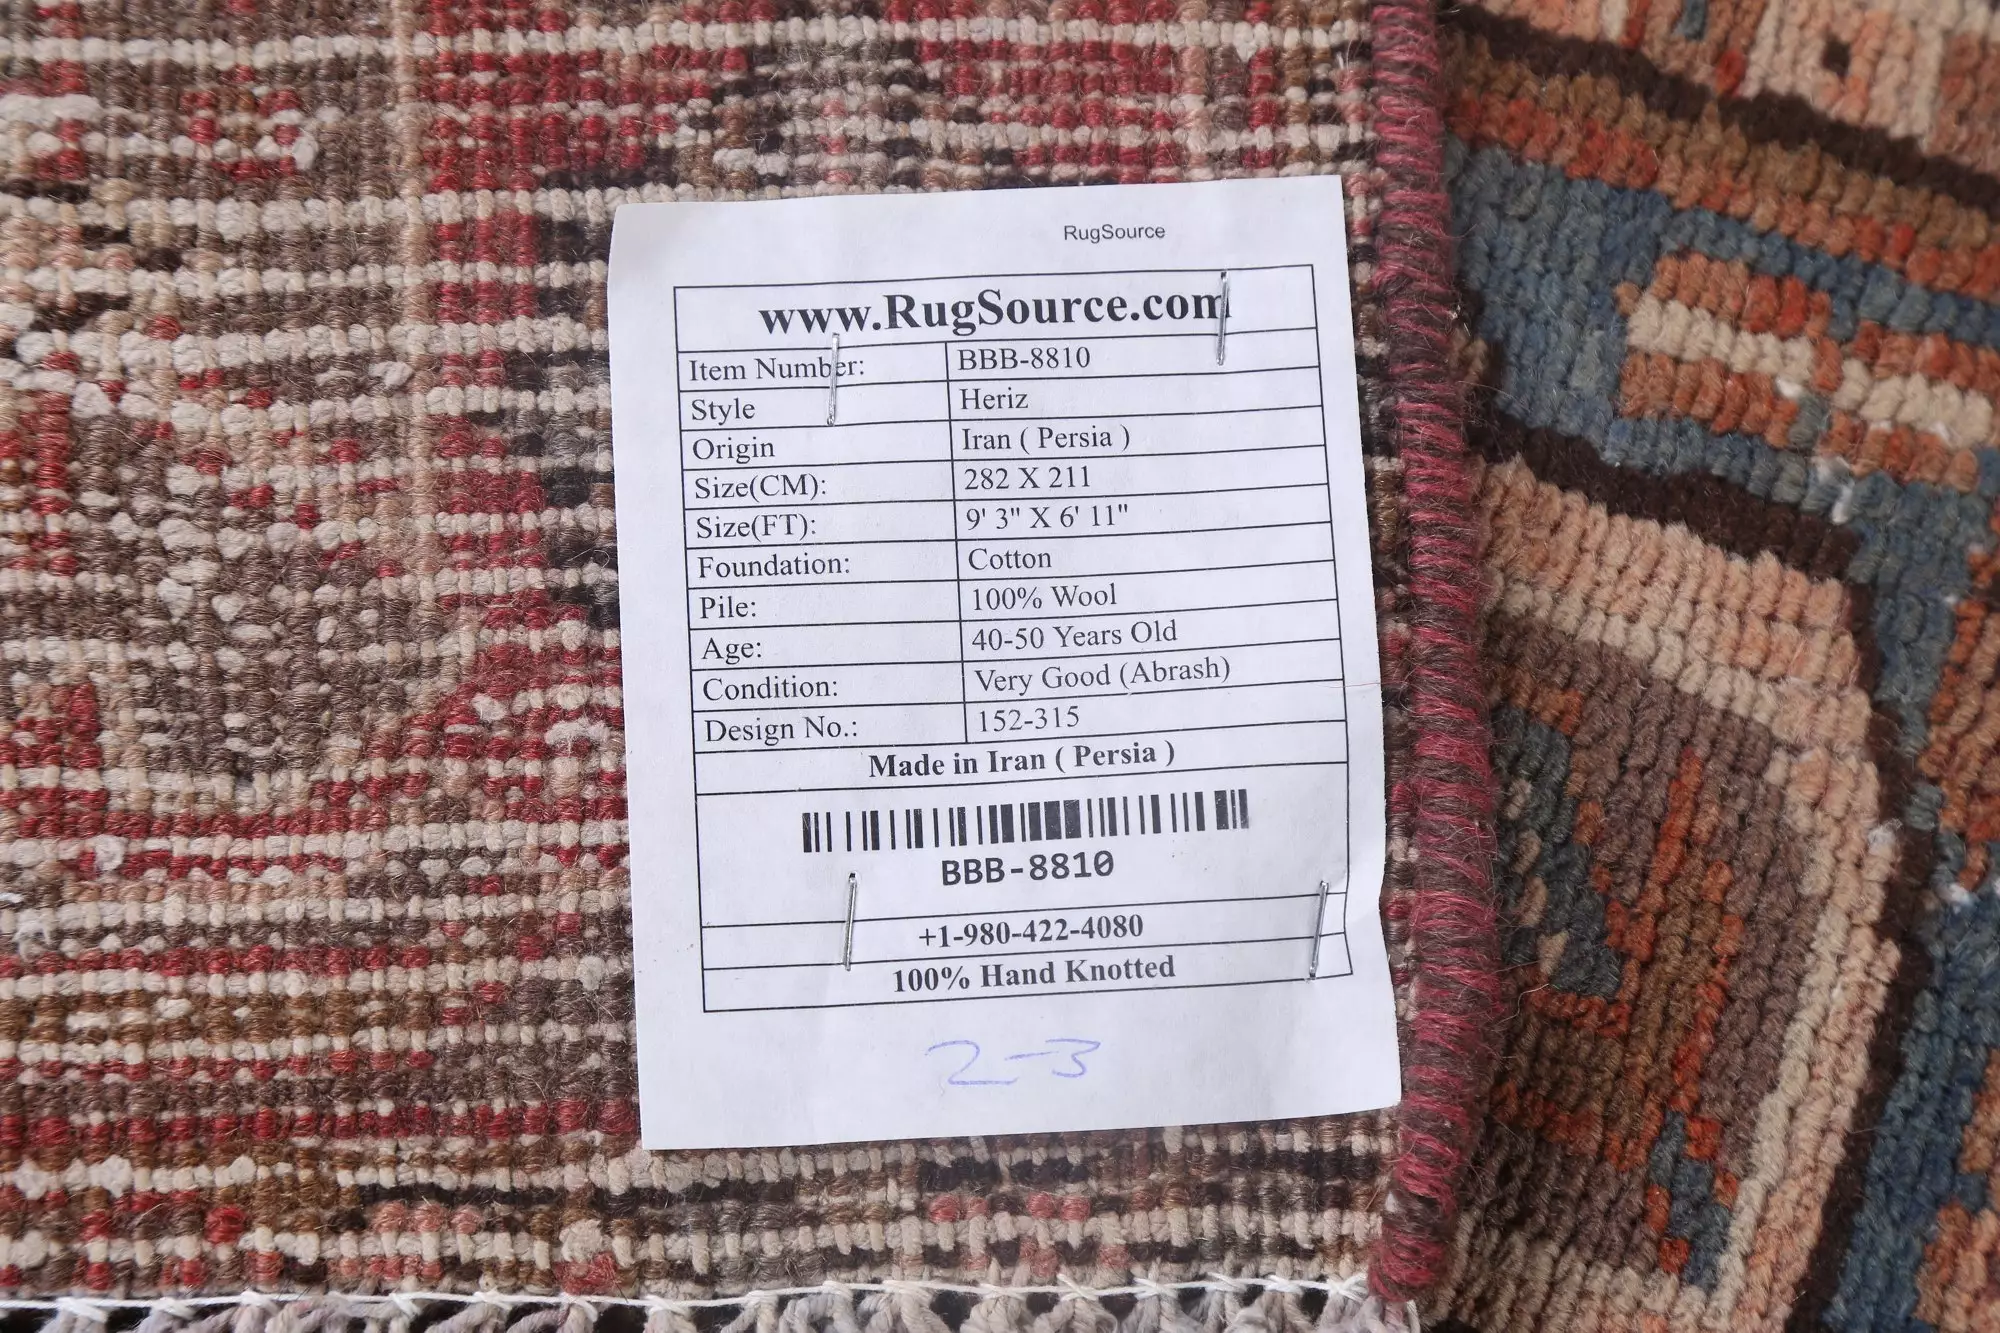 RugSource
www.RugSource.com
Item Number: BBB-8810
Style Heriz
Origin Iran ( Persia )
Size(CM): 282 X 211
Size(FT): 9' 3" X 6' 11"
Foundation: Cotton
Pile: 100% Wool
Age: 40-50 Years Old
Condition: Very Good (Abrash)
Design No.: 152-315
Made in Iran ( Persia )
BBB-8810
+1-980-422-4080
100% Hand Knotted
2-3